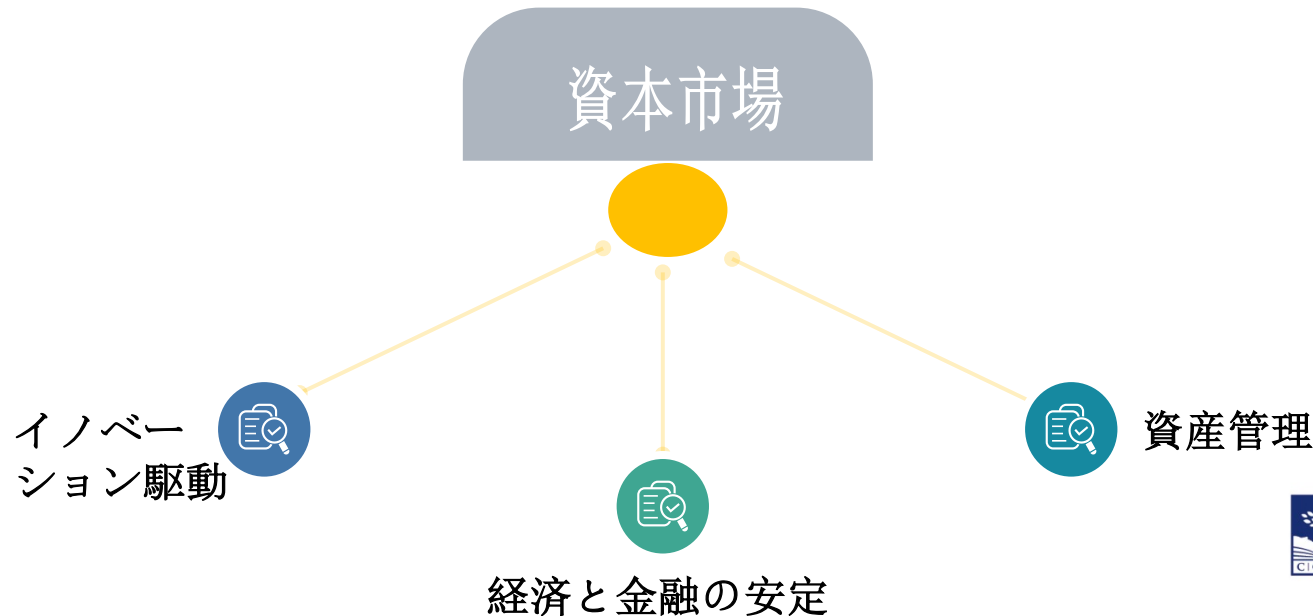 資本市場
イノベー
ション駆動
資産管理
経済と金融の安定